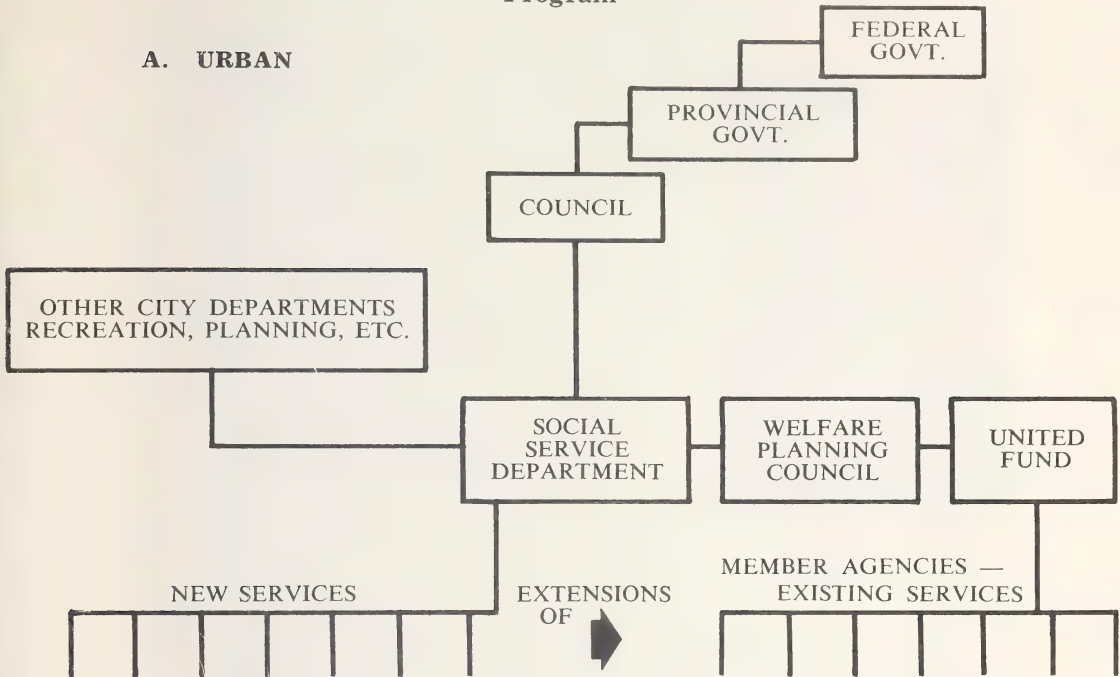 Program
A. URBAN
FEDERAL
GOVT.
PROVINCIAL
GOVT.
COUNCIL
OTHER CITY DEPARTMENTS
RECREATION, PLANNING, ETC.
SOCIAL
SERVICE
DEPARTMENT
WELFARE
PLANNING
COUNCIL
UNITED
FUND
NEW SERVICES
EXTENSIONS
OF
MEMBER AGENCIES —
EXISTING SERVICES